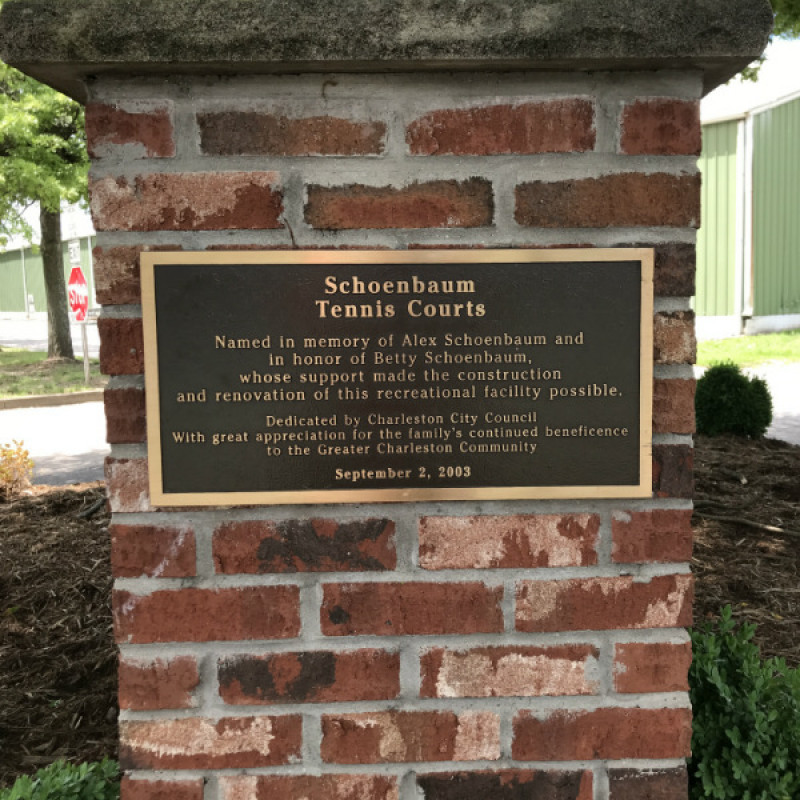 Schoenbaum
Tennis Courts
Named in memory of Alex Schoenbaum and
in honor of Betty Schoenbaum,
whose support made the construction
and renovation of this recreational facility possible.
Dedicated by Charleston City Council
With great appreciation for the family's continued beneficence
to the Greater Charleston Community
September 2, 2003
STOP